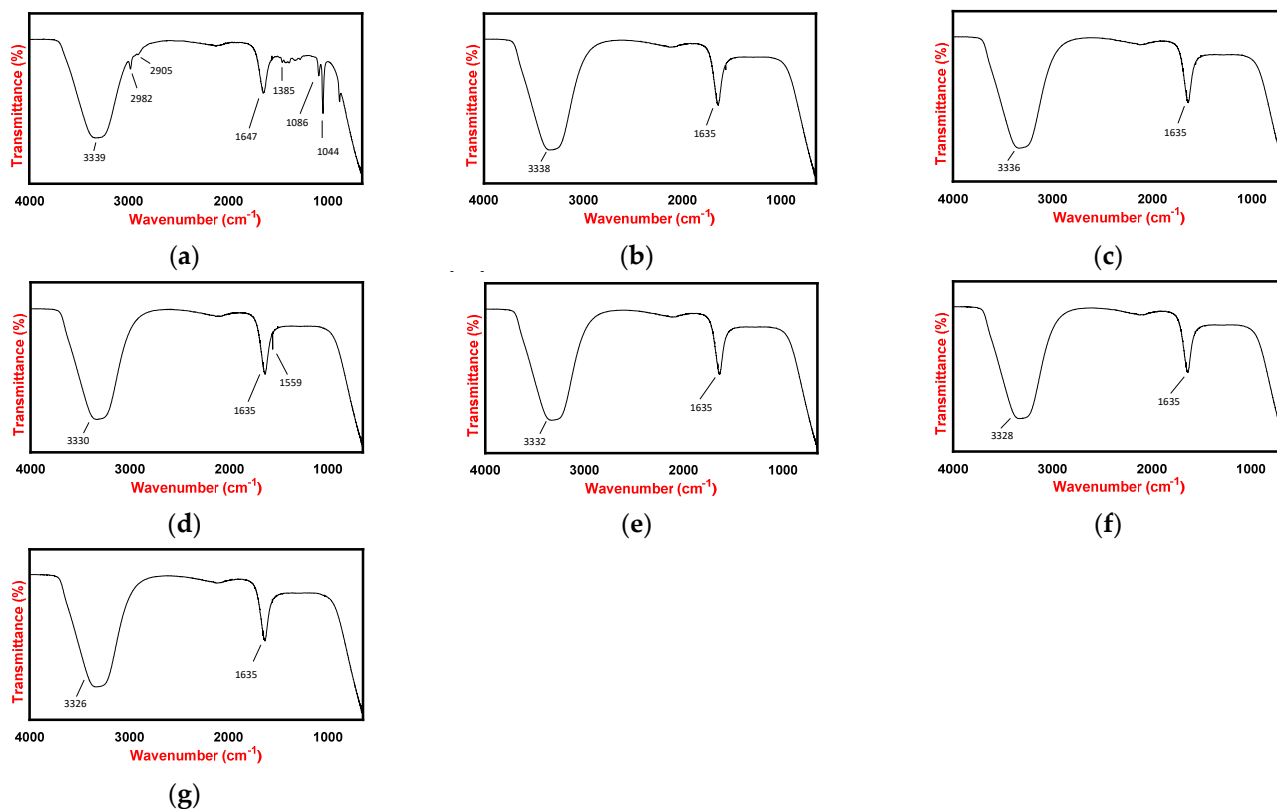 Transmittance (%)
2905
2982
3339
1647
1385
1086
1044
4000 3000 2000 1000
Wavenumber (cm⁻¹)
(a)
Transmittance (%)
3338
1635
4000 3000 2000 1000
Wavenumber (cm⁻¹)
(b)
Transmittance (%)
3336
1635
4000 3000 2000 1000
Wavenumber (cm⁻¹)
(c)
Transmittance (%)
3330
1635
1559
4000 3000 2000 1000
Wavenumber (cm⁻¹)
(d)
Transmittance (%)
3332
1635
4000 3000 2000 1000
Wavenumber (cm⁻¹)
(e)
Transmittance (%)
3328
1635
4000 3000 2000 1000
Wavenumber (cm⁻¹)
(f)
Transmittance (%)
3326
1635
4000 3000 2000 1000
Wavenumber (cm⁻¹)
(g)